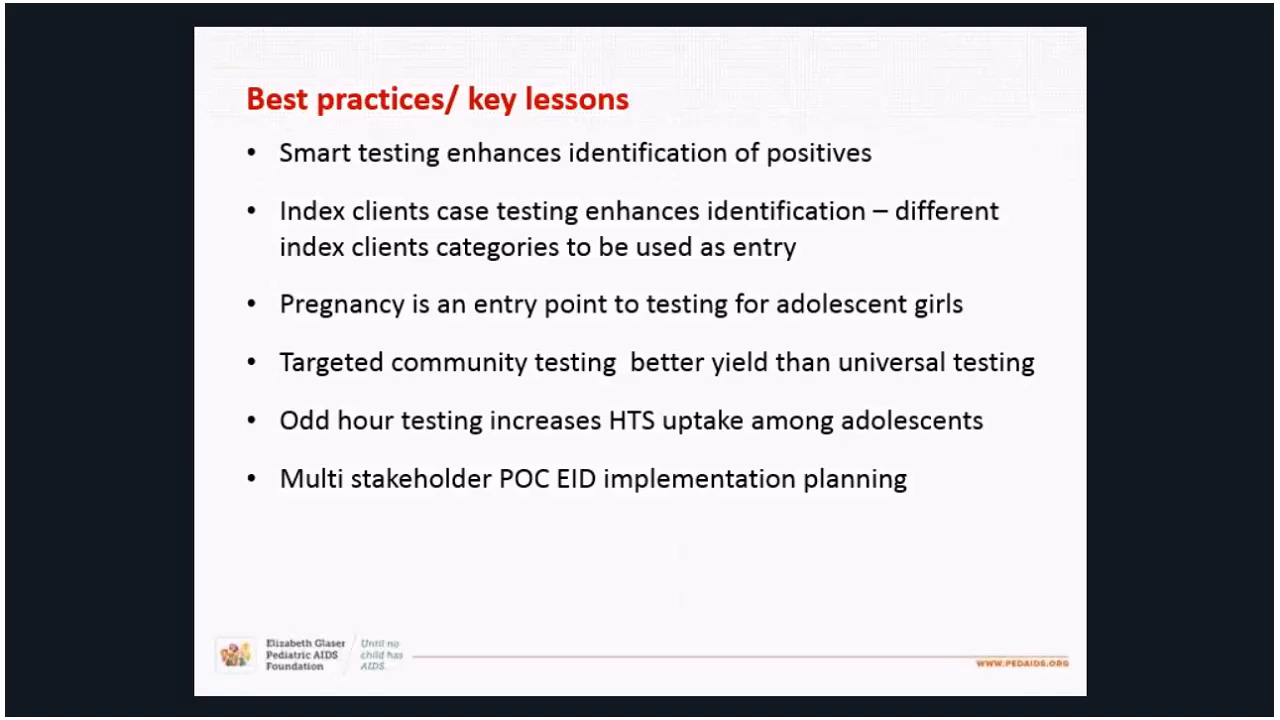 Best practices/ key lessons
• Smart testing enhances identification of positives
• Index clients case testing enhances identification – different
index clients categories to be used as entry
• Pregnancy is an entry point to testing for adolescent girls
• Targeted community testing  better yield than universal testing
• Odd hour testing increases HTS uptake among adolescents
• Multi stakeholder POC EID implementation planning
Elizabeth Glaser
Pediatric AIDS
Foundation
Until no
child has
AIDS.
WWW.PEDAIDS.ORG